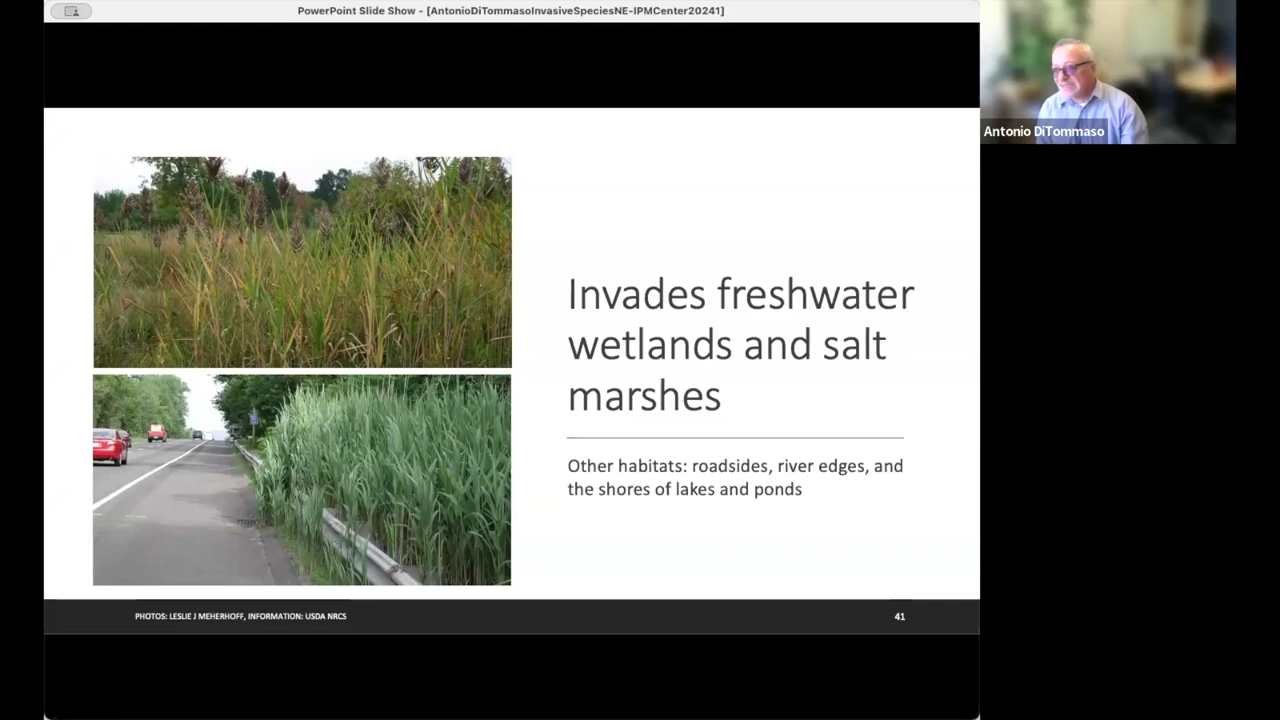 PowerPoint Slide Show - [AntonioDiTommasoInvasiveSpeciesNE-IPMCenter20241]
Antonio DiTommaso
Invades freshwater
wetlands and salt
marshes
Other habitats: roadsides, river edges, and
the shores of lakes and ponds
PHOTOS: LESLIE J MEHERHOFF, INFORMATION: USDA NRCS
41